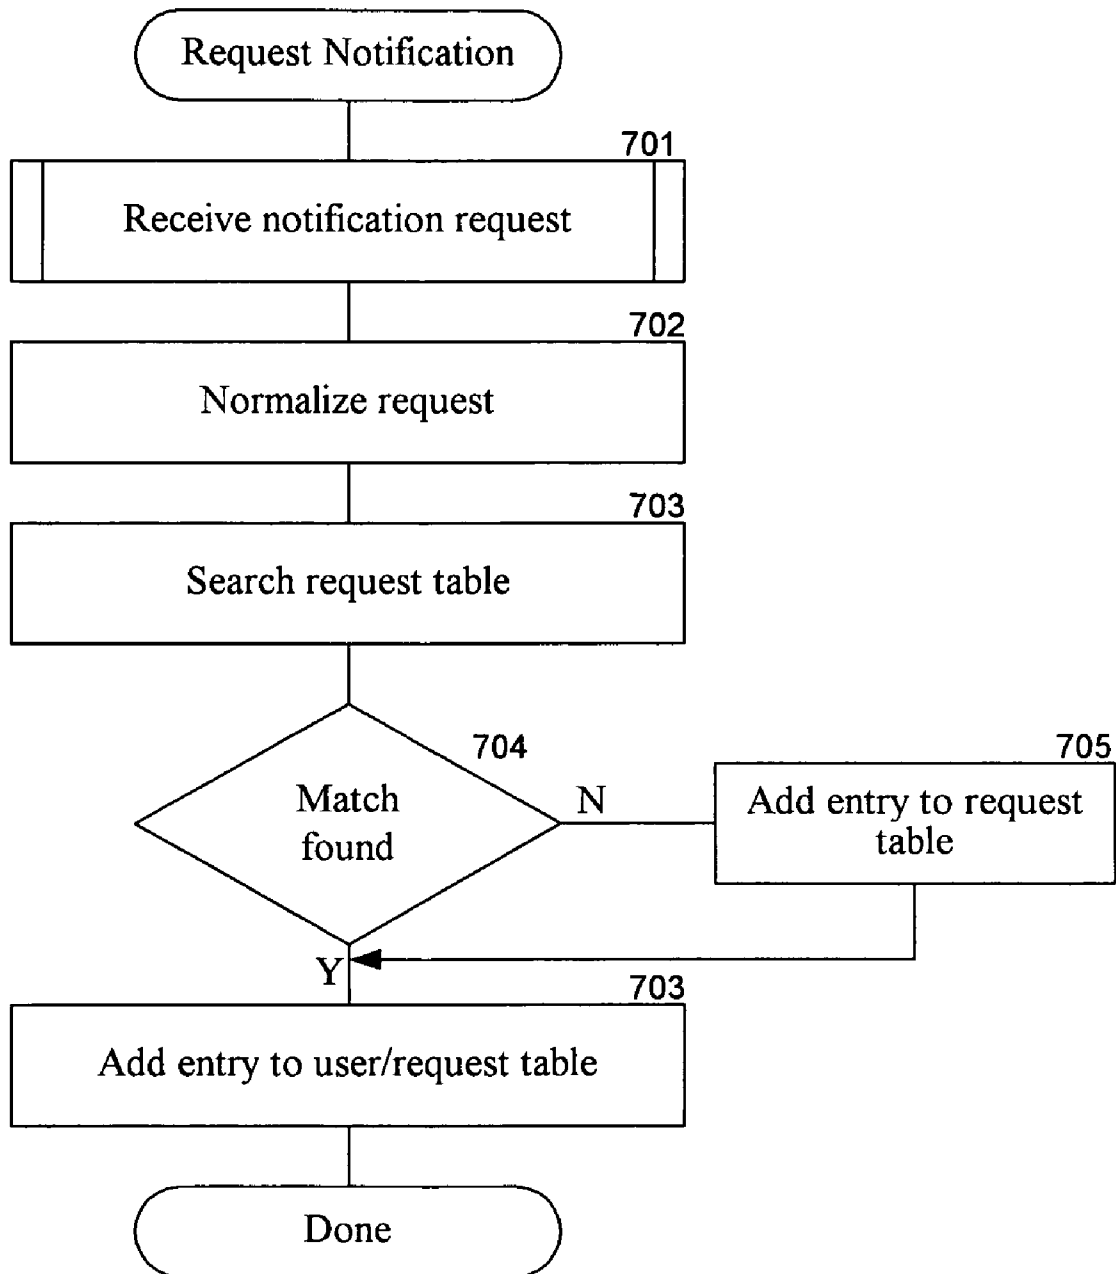 Request Notification
701
Receive notification request
702
Normalize request
703
Search request table
704
Match
found
N
705
Add entry to request
table
Y
703
Add entry to user/request table
Done